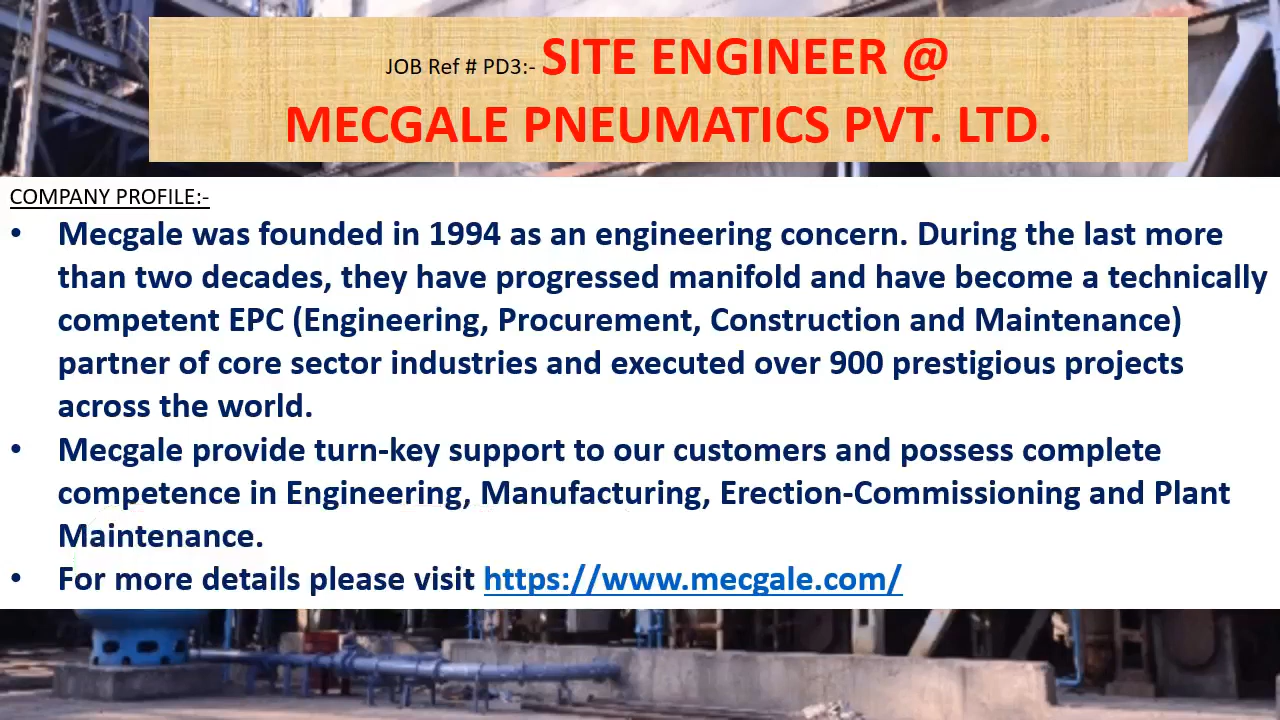 JOB Ref # PD3:- SITE ENGINEER @
MECGALE PNEUMATICS PVT. LTD.
COMPANY PROFILE:-
• Mecgale was founded in 1994 as an engineering concern. During the last more
than two decades, they have progressed manifold and have become a technically
competent EPC (Engineering, Procurement, Construction and Maintenance)
partner of core sector industries and executed over 900 prestigious projects
across the world.
• Mecgale provide turn-key support to our customers and possess complete
competence in Engineering, Manufacturing, Erection-Commissioning and Plant
Maintenance.
• For more details please visit https://www.mecgale.com/